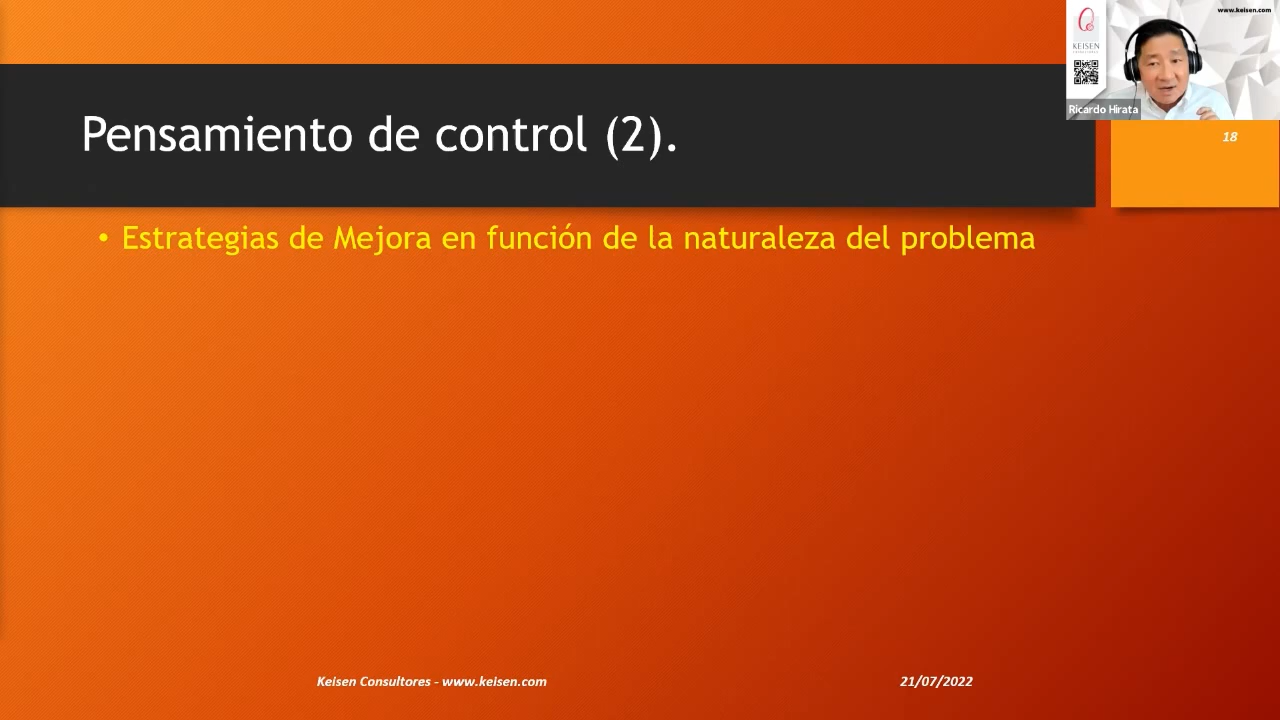 www.keisen.com
KEISEN
Ricardo Hirata
Pensamiento de control (2).
18
• Estrategias de Mejora en función de la naturaleza del problema
Keisen Consultores - www.keisen.com
21/07/2022